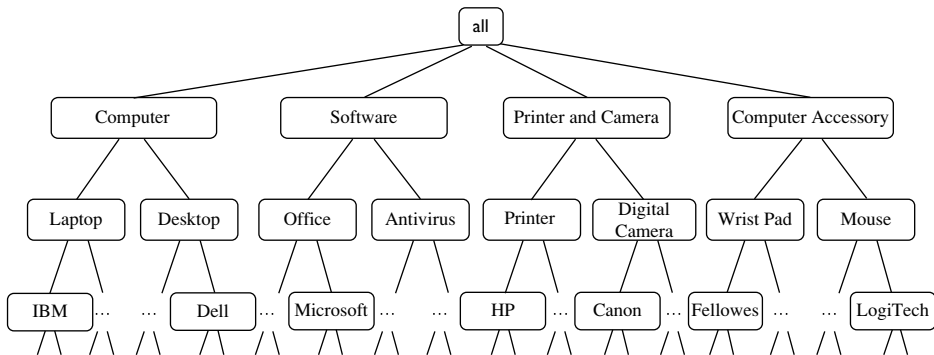 all
Computer
Software
Printer and Camera
Computer Accessory
Laptop
Desktop
Office
Antivirus
Printer
Digital
Camera
Wrist Pad
Mouse
IBM
...
...
Dell
...
Microsoft
...
...
HP
...
Canon
...
Fellowes
...
...
LogiTech